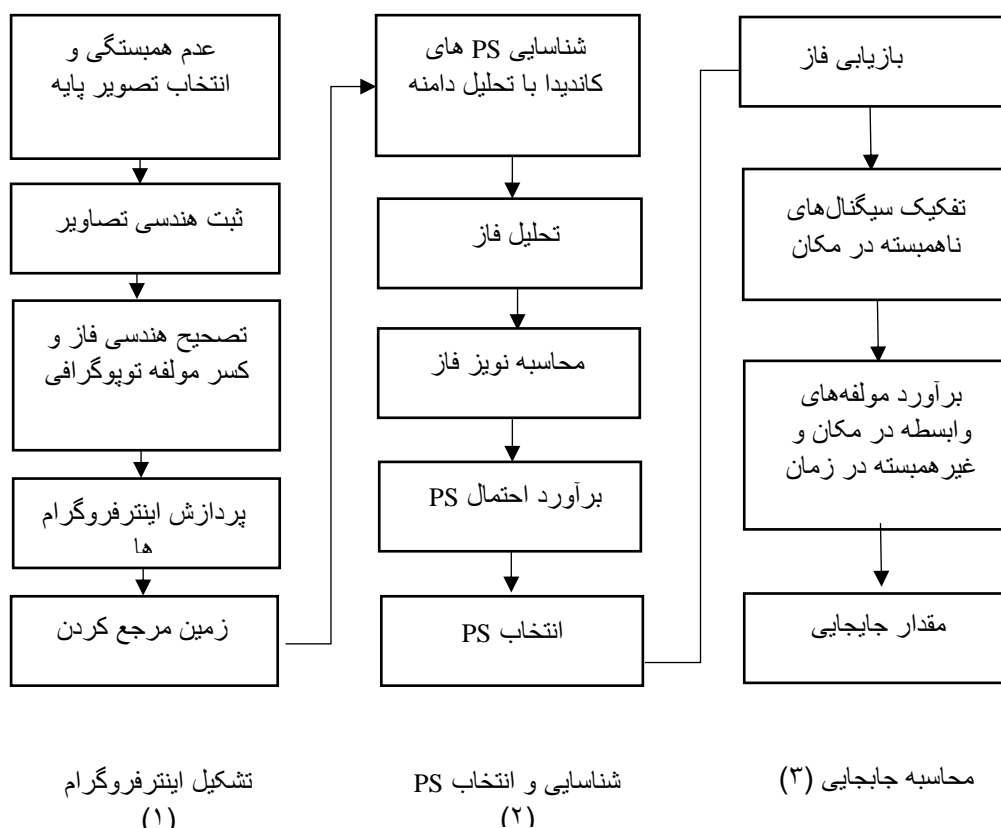 عدم همبستگی و
انتخاب تصویر پایه
ثبت هندسی تصاویر
تصحیح هندسی فاز و
کسر مولفه توپوگرافی
پردازش اینترفروگرام
ها
زمین مرجع کردن
شناسایی PS های
کاندیدا با تحلیل دامنه
تحلیل فاز
محاسبه نویز فاز
برآورد احتمال PS
انتخاب PS
بازیابی فاز
تفکیک سیگنال‌های
ناهمبسته در مکان
برآورد مولفه‌های
وابسطه در مکان و
غیرهمبسته در زمان
مقدار جایجایی
تشکیل اینترفروگرام
(۱)
شناسایی و انتخاب PS
(۲)
محاسبه جابجایی (۳)